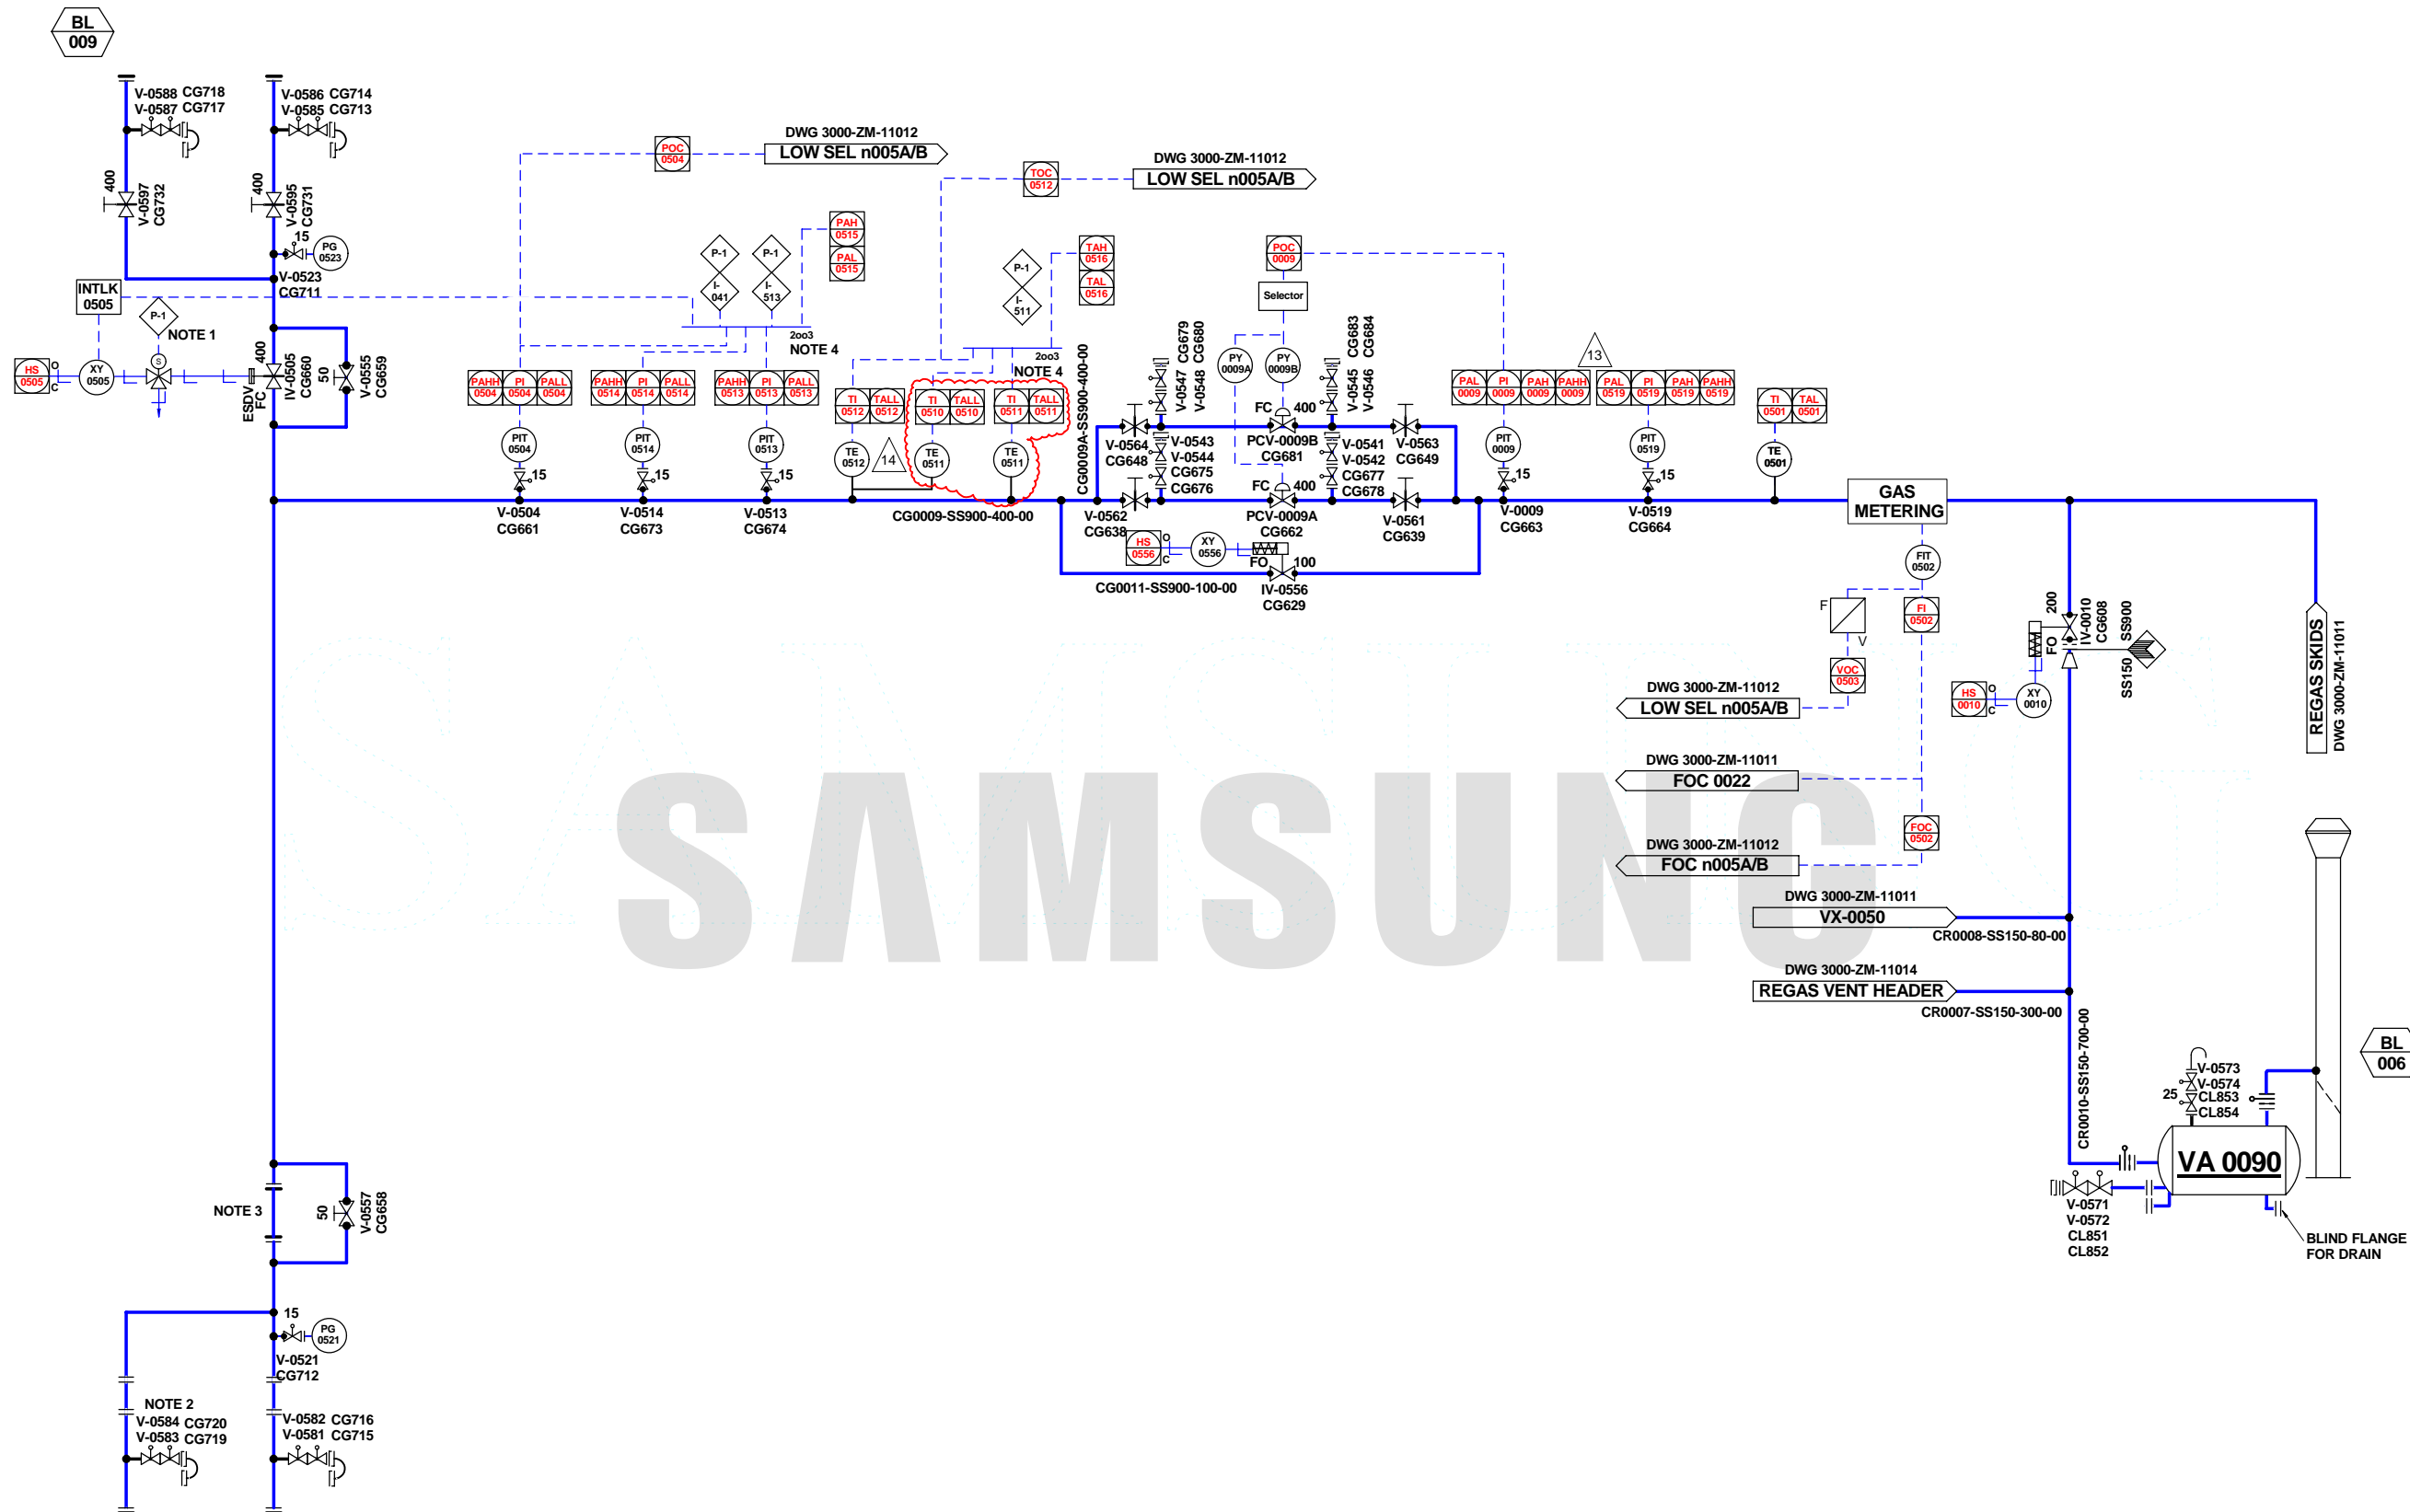 BL
009
V-0588 CG718
V-0587 CG717
V-0586 CG714
V-0585 CG713
400
V-0597
CG732
400
V-0595
CG731
15
PG
0523
V-0523
CG711
INTLK
0505
P-1
NOTE 1
HS
0505
O
C
XY
0505
S
ESDV
FC
400
IV-0505
CG660
50
V-0555
CG659
POC
0504
DWG 3000-ZM-11012
LOW SEL n005A/B
TOC
0512
DWG 3000-ZM-11012
LOW SEL n005A/B
PAH
0515
PAL
0515
P-1
I-
041
P-1
I-
513
2oo3
NOTE 4
P-1
I-
511
TAH
0516
TAL
0516
2oo3
NOTE 4
POC
0009
Selector
PY
0009A
PY
0009B
PAHH
0504
PI
0504
PALL
0504
PAHH
0514
PI
0514
PALL
0514
PAHH
0513
PI
0513
PALL
0513
TI
0512
TALL
0512
TI
0510
TALL
0510
TI
0511
TALL
0511
PIT
0504
15
PIT
0514
15
PIT
0513
15
TE
0512
14
TE
0511
TE
0511
V-0504
CG661
V-0514
CG673
V-0513
CG674
CG0009-SS900-400-00
CG0009A-SS900-400-00
V-0547 CG679
V-0548 CG680
V-0545 CG683
V-0546 CG684
FC
400
V-0564
CG648
V-0543
V-0544
CG675
CG676
PCV-0009B
CG681
V-0541
V-0542
CG677
CG678
V-0563
CG649
FC
400
V-0562
CG638
PCV-0009A
CG662
V-0561
CG639
HS
0556
O
C
XY
0556
FO
100
CG0011-SS900-100-00
IV-0556
CG629
13
PAL
0009
PI
0009
PAH
0009
PAHH
0009
PAL
0519
PI
0519
PAH
0519
PAHH
0519
TI
0501
TAL
0501
PIT
0009
15
PIT
0519
15
TE
0501
V-0009
CG663
V-0519
CG664
GAS
METERING
FIT
0502
F
V
FI
0502
VOC
0503
DWG 3000-ZM-11012
LOW SEL n005A/B
DWG 3000-ZM-11011
FOC 0022
FOC
0502
DWG 3000-ZM-11012
FOC n005A/B
200
FO
IV-0010
CG608
SS900
SS150
HS
0010
O
C
XY
0010
REGAS SKIDS
DWG 3000-ZM-11011
SAMSUNG
SAMSUNG
DWG 3000-ZM-11011
VX-0050
CR0008-SS150-80-00
DWG 3000-ZM-11014
REGAS VENT HEADER
CR0007-SS150-300-00
CR0010-SS150-700-00
BL
006
V-0573
V-0574
25
CL853
CL854
VA 0090
V-0571
V-0572
CL851
CL852
BLIND FLANGE
FOR DRAIN
NOTE 3
50
V-0557
CG658
15
PG
0521
V-0521
CG712
NOTE 2
V-0584 CG720
V-0583 CG719
V-0582 CG716
V-0581 CG715